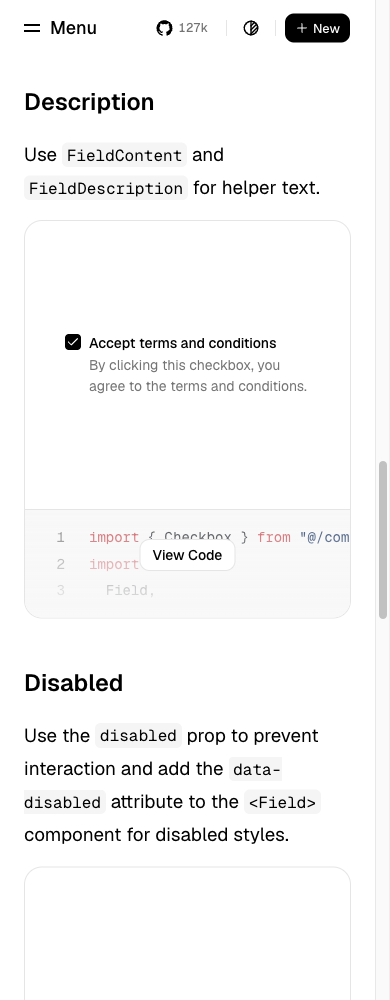 Menu 127k New
Description
Use FieldContent and
FieldDescription for helper text.
Accept terms and conditions
By clicking this checkbox, you
agree to the terms and conditions.
1 import { Checkbox } from "@/com
2 import
View Code
3 Field,
Disabled
Use the disabled prop to prevent
interaction and add the data-
disabled attribute to the <Field>
component for disabled styles.